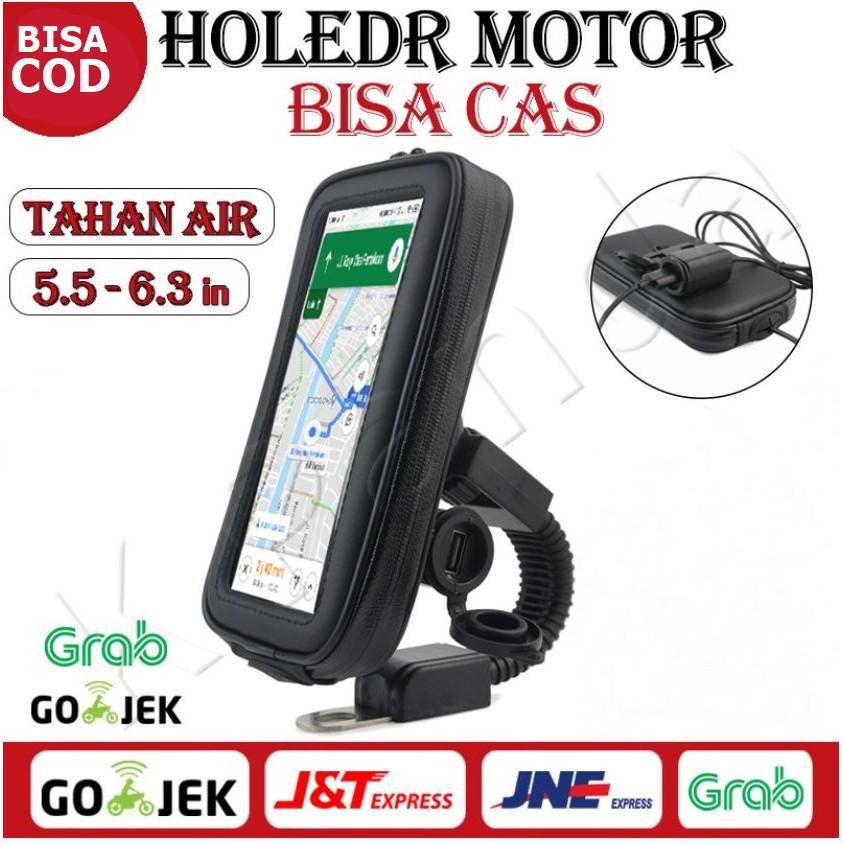 BISA
COD
HOLEDR MOTOR
BISA CAS
TAHAN AIR
5.5 - 6.3 in
Grab
GOJEK
GOJEK
J&T EXPRESS
JNE EXPRESS
Grab